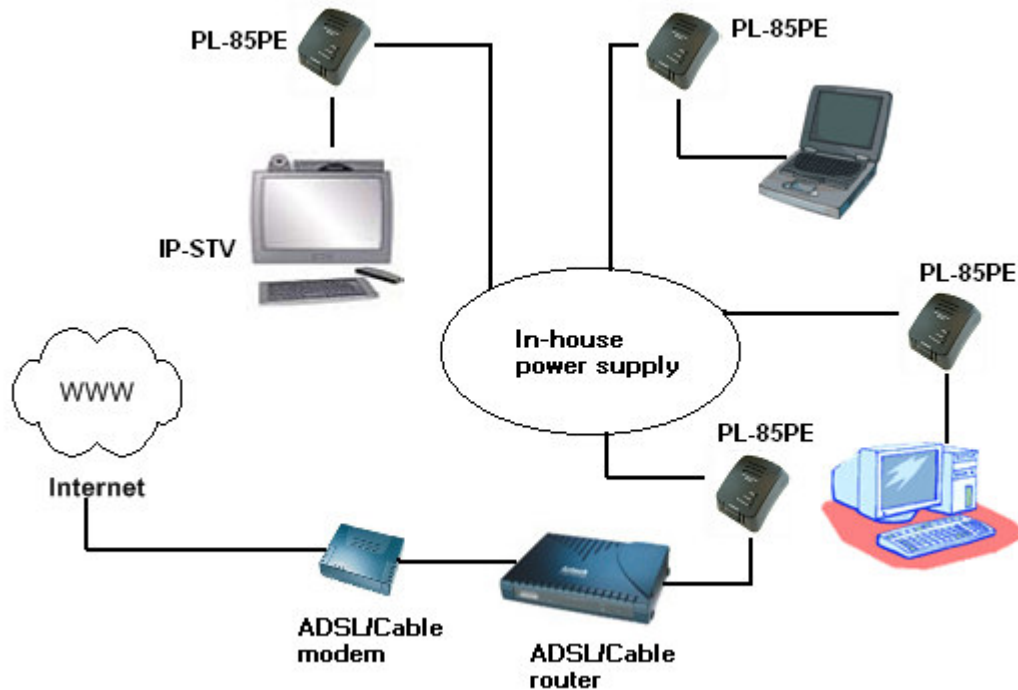 PL-85PE
PL-85PE
IP-STV
PL-85PE
In-house
power supply
WWW
PL-85PE
Internet
Aztech
ADSL/Cable
modem
ADSL/Cable
router